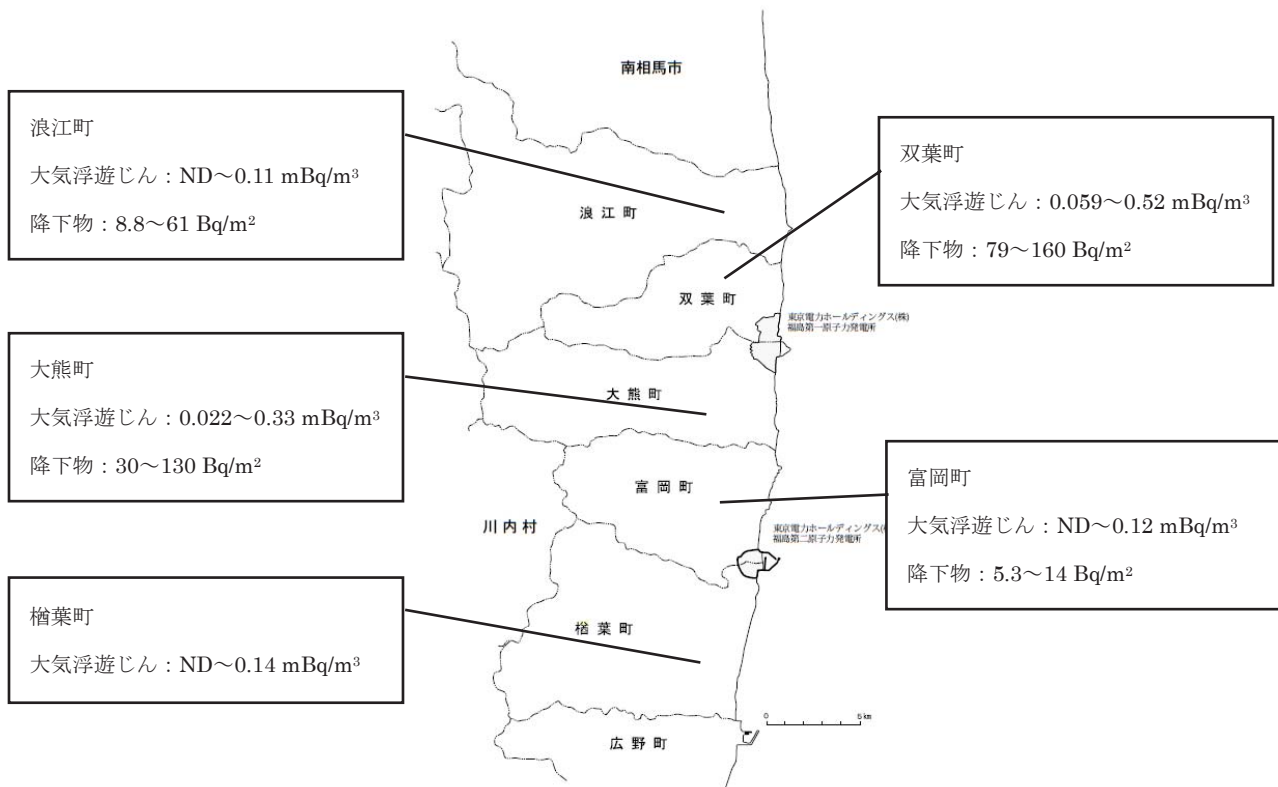 南相馬市
浪江町
大気浮遊じん：ND～0.11 mBq/m³
降下物：8.8～61 Bq/m²
双葉町
大気浮遊じん：0.059～0.52 mBq/m³
降下物：79～160 Bq/m²
浪江町
双葉町
東京電力ホールディングス(株)
福島第一原子力発電所
大熊町
大気浮遊じん：0.022～0.33 mBq/m³
降下物：30～130 Bq/m²
大熊町
富岡町
大気浮遊じん：ND～0.12 mBq/m³
降下物：5.3～14 Bq/m²
富岡町
川内村
東京電力ホールディングス(
福島第二原子力発電所
楢葉町
大気浮遊じん：ND～0.14 mBq/m³
楢葉町
0 5km
広野町